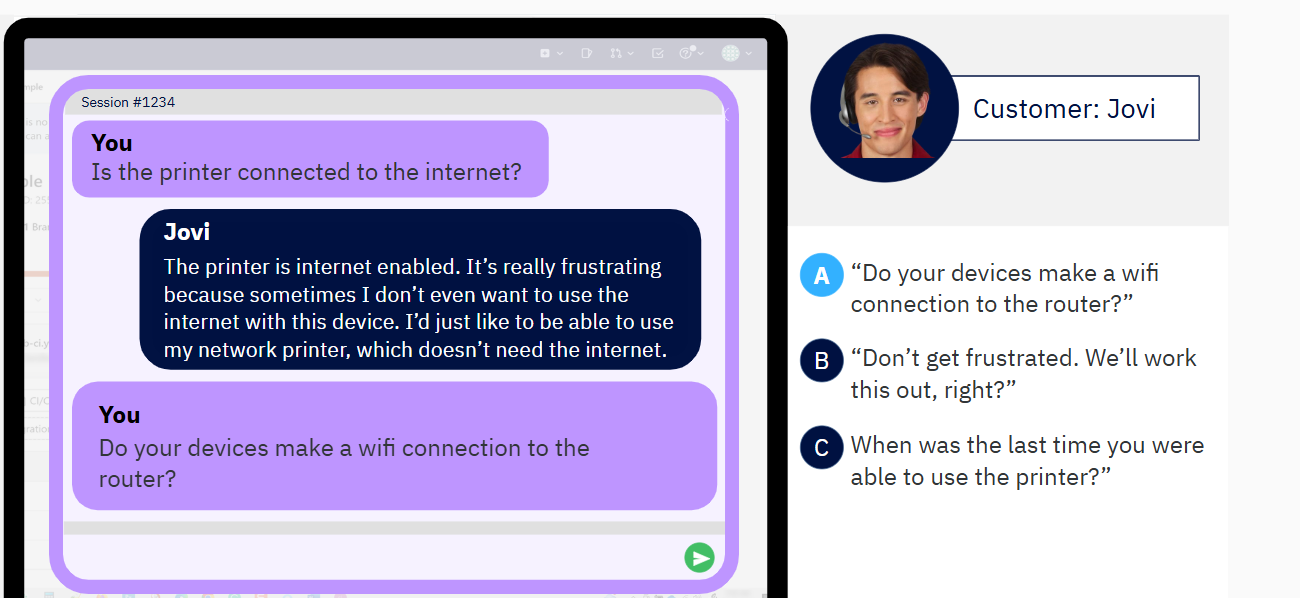 Session #1234
You
Is the printer connected to the internet?
Jovi
The printer is internet enabled. It’s really frustrating
because sometimes I don’t even want to use the
internet with this device. I’d just like to be able to use
my network printer, which doesn’t need the internet.
You
Do your devices make a wifi connection to the
router?
Customer: Jovi
A “Do your devices make a wifi
connection to the router?”
B “Don’t get frustrated. We’ll work
this out, right?”
C When was the last time you were
able to use the printer?”